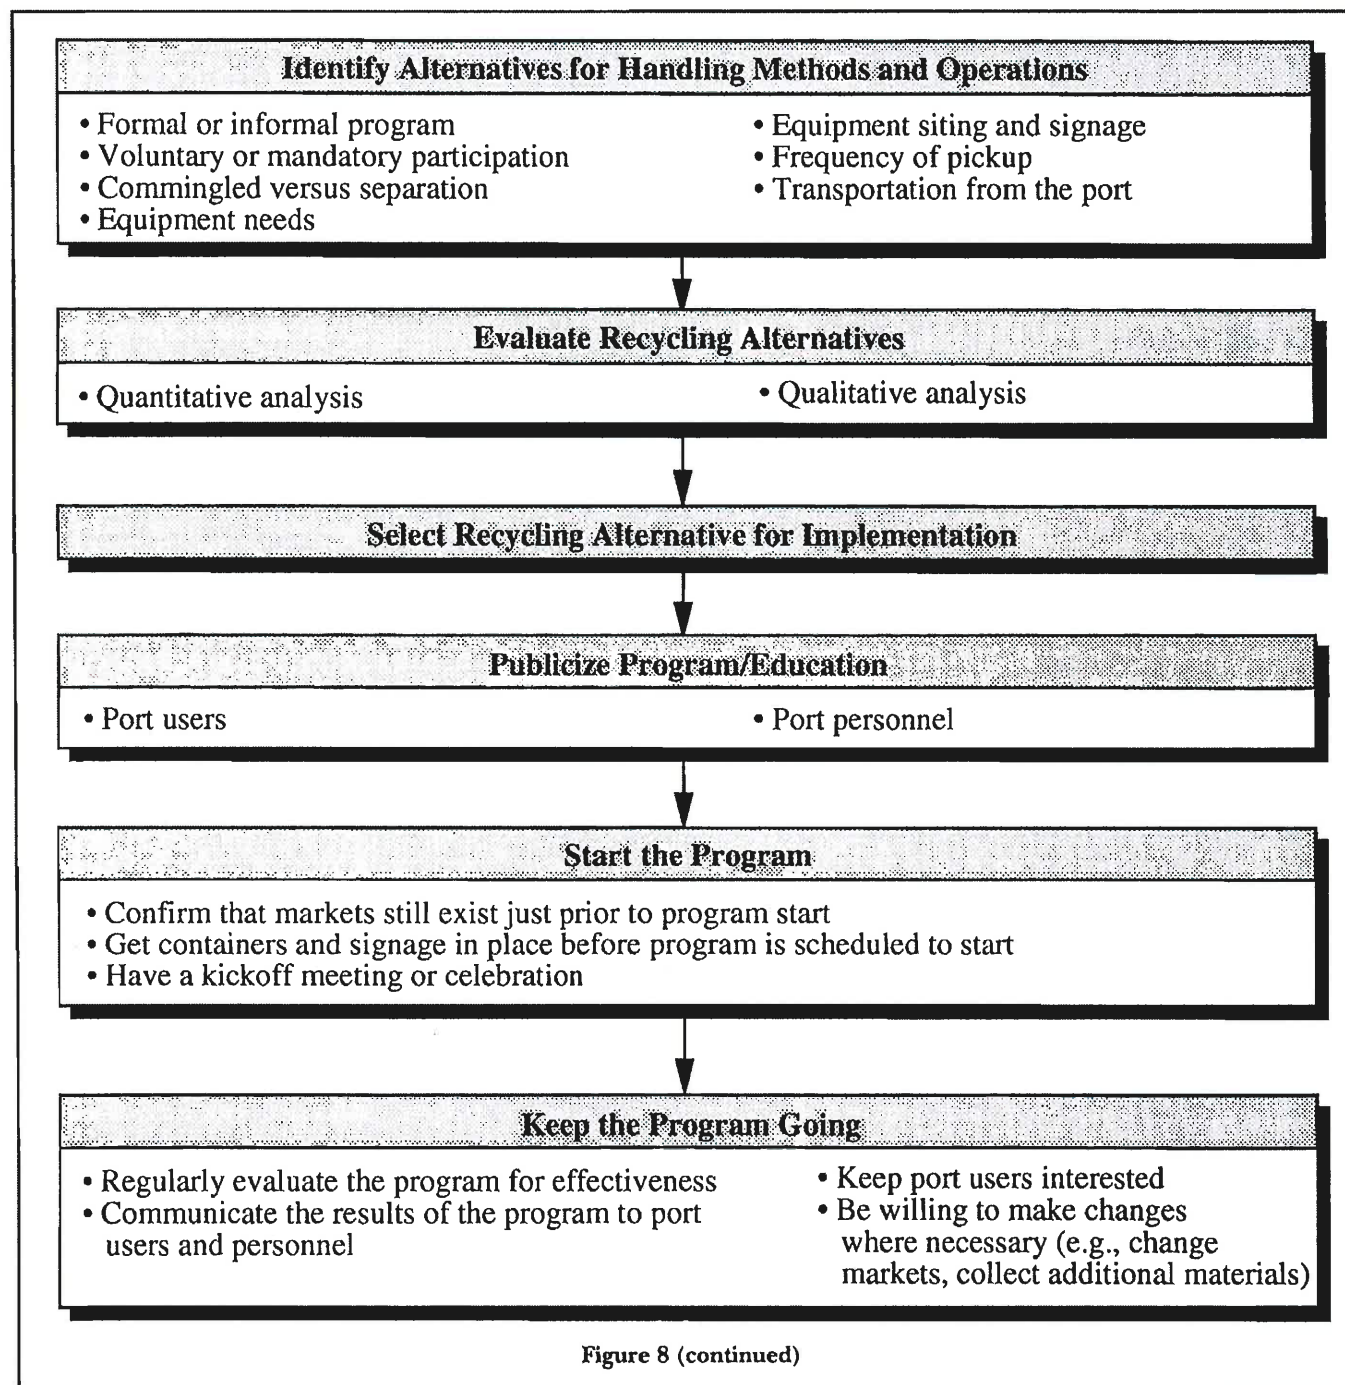 Identify Alternatives for Handling Methods and Operations
• Formal or informal program
• Voluntary or mandatory participation
• Commingled versus separation
• Equipment needs
• Equipment siting and signage
• Frequency of pickup
• Transportation from the port
Evaluate Recycling Alternatives
• Quantitative analysis
• Qualitative analysis
Select Recycling Alternative for Implementation
Publicize Program/Education
• Port users
• Port personnel
Start the Program
• Confirm that markets still exist just prior to program start
• Get containers and signage in place before program is scheduled to start
• Have a kickoff meeting or celebration
Keep the Program Going
• Regularly evaluate the program for effectiveness
• Communicate the results of the program to port
users and personnel
• Keep port users interested
• Be willing to make changes
where necessary (e.g., change
markets, collect additional materials)
Figure 8 (continued)